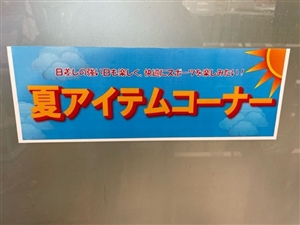 日差しの強い日も楽しく、快適にスポーツを楽しみたい！
夏アイテムコーナー